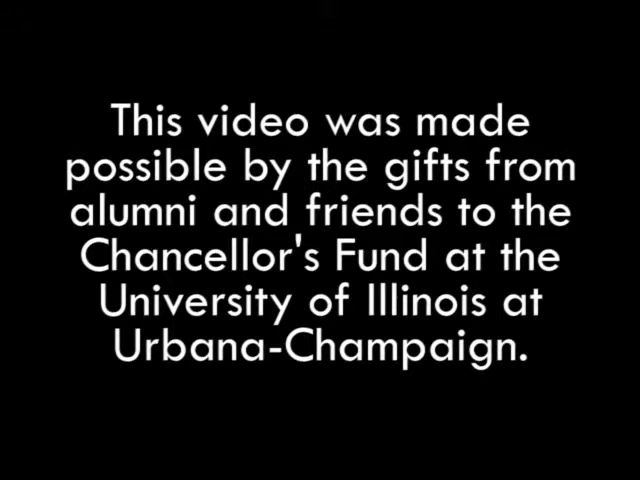 This video was made
possible by the gifts from
alumni and friends to the
Chancellor's Fund at the
University of Illinois at
Urbana-Champaign.